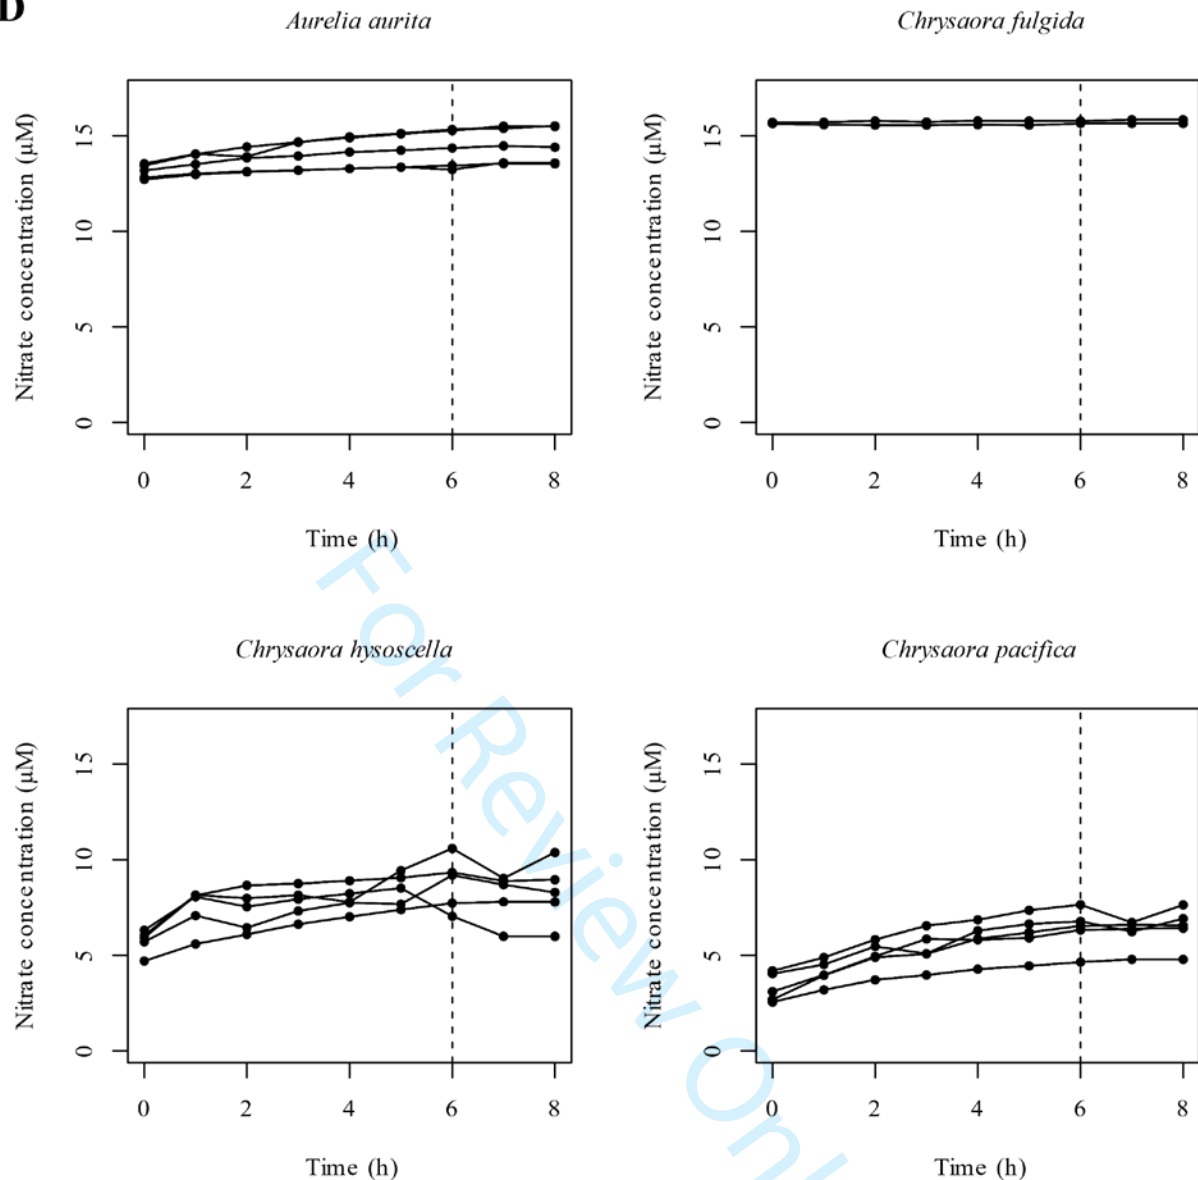 D
Aurelia aurita
Chrysaora fulgida
Nitrate concentration (µM)
15
10
5
0
0 2 4 6 8
Time (h)
Nitrate concentration (µM)
15
10
5
0
0 2 4 6 8
Time (h)
Chrysaora hysoscella
Chrysaora pacifica
Nitrate concentration (µM)
15
10
5
0
0 2 4 6 8
Time (h)
Nitrate concentration (µM)
15
10
5
0
0 2 4 6 8
Time (h)
For Review Onl